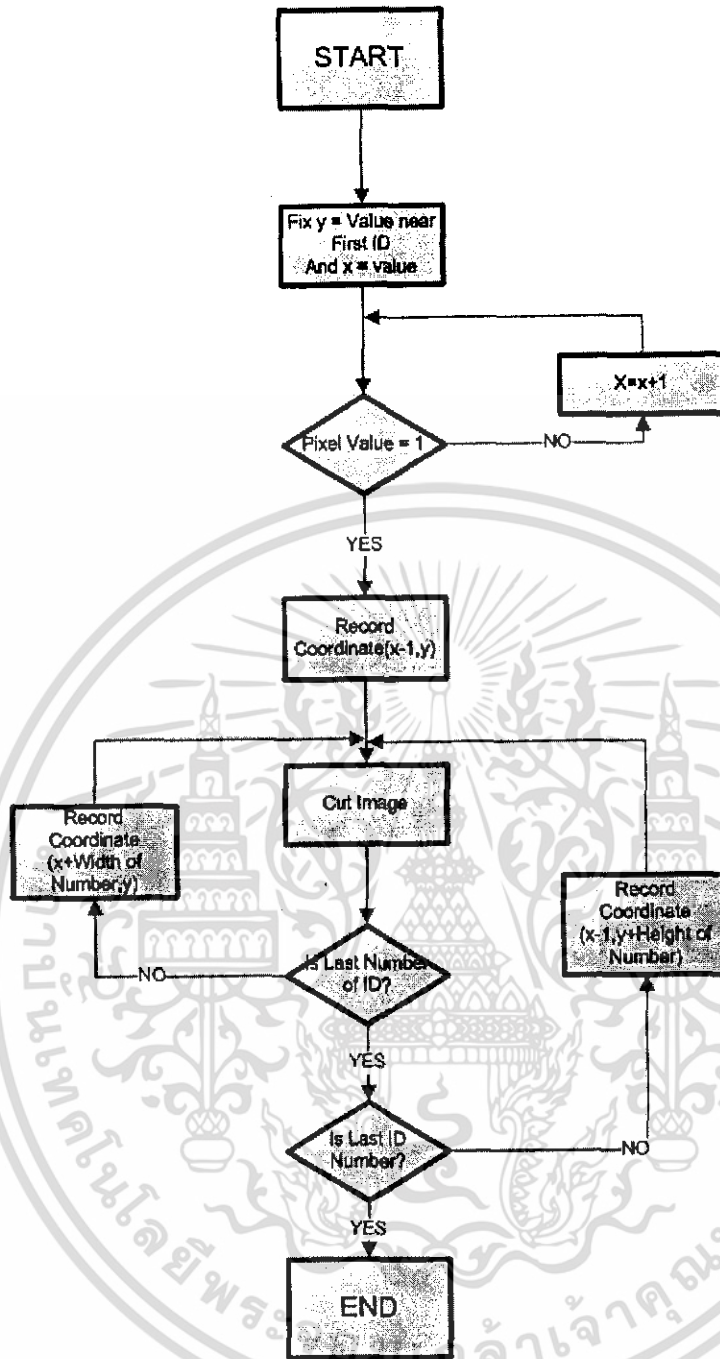 START
Fix y = Value near
First ID
And x = value
X=x+1
Pixel Value = 1
NO
YES
Record
Coordinate(x-1,y)
Cut Image
Record
Coordinate
(x+Width of
Number,y)
Record
Coordinate
(x-1,y+Height of
Number)
Is Last Number
of ID?
NO
YES
Is Last ID
Number?
NO
YES
END